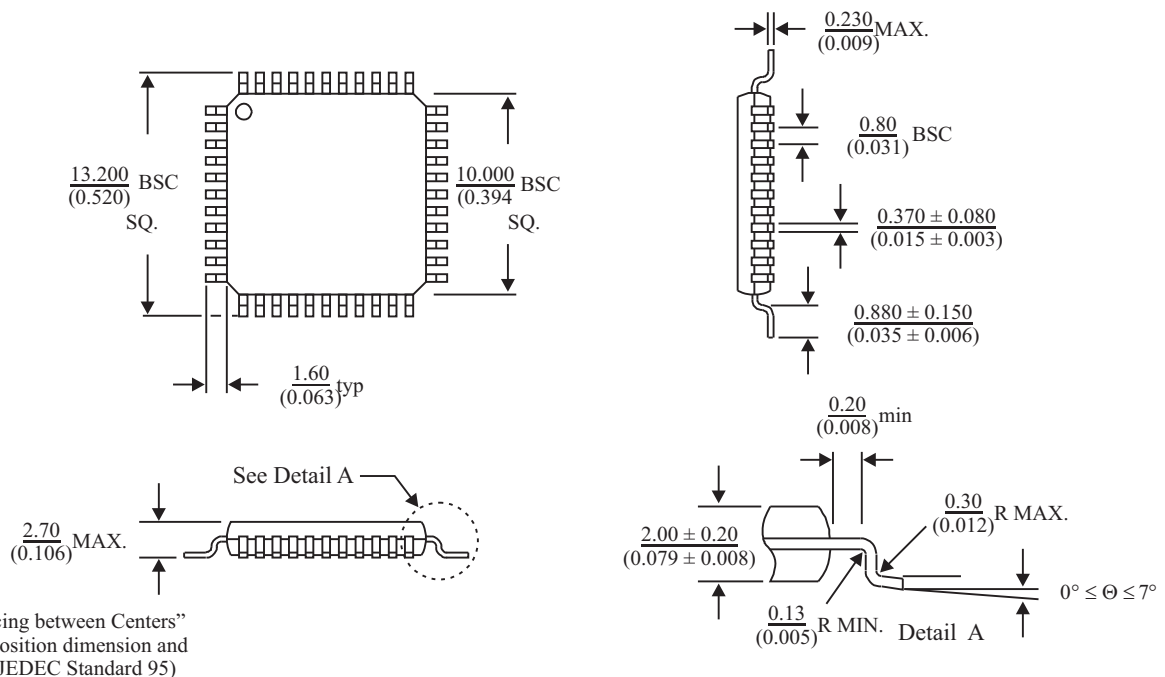 0.230
(0.009) MAX.
0.80
(0.031) BSC
13.200
(0.520) BSC
SQ.
10.000
(0.394 BSC
SQ.
0.370 ± 0.080
(0.015 ± 0.003)
0.880 ± 0.150
(0.035 ± 0.006)
1.60
(0.063) typ
0.20
(0.008) min
See Detail A
2.70
(0.106) MAX.
0.30
(0.012) R MAX.
2.00 ± 0.20
(0.079 ± 0.008)
0° ≤ Θ ≤ 7°
0.13
(0.005) R MIN.
Detail A
ing between Centers”
osition dimension and
JEDEC Standard 95)